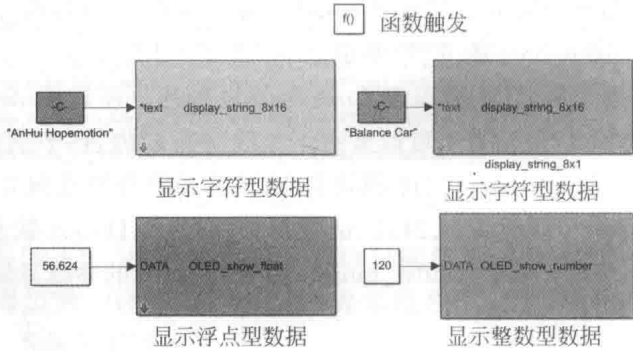 f() 函数触发
-C- *text display_string_8x16 -C- *text display_string_8x16
"AnHui Hopemotion" "Balance Car"
display_string_8x1
显示字符型数据 显示字符型数据
56.624 DATA OLED_show_float 120 DATA OLED_show_number
显示浮点型数据 显示整数型数据